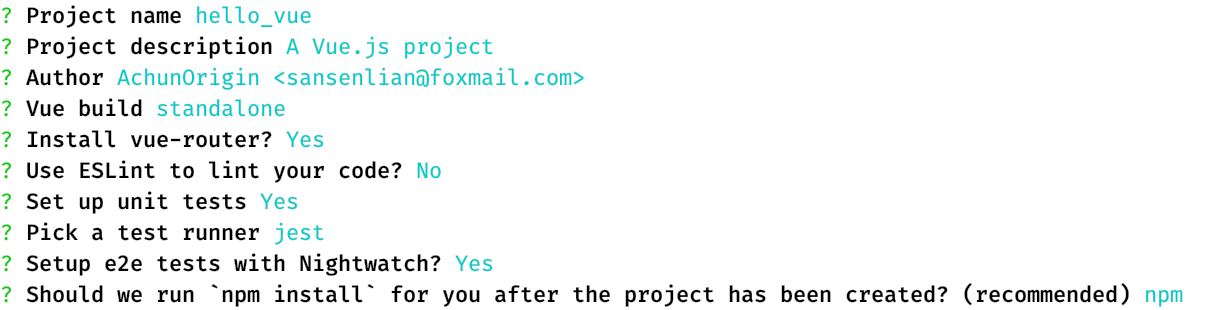 ? Project name hello_vue
? Project description A Vue.js project
? Author AchunOrigin <sansenlian@foxmail.com>
? Vue build standalone
? Install vue-router? Yes
? Use ESLint to lint your code? No
? Set up unit tests Yes
? Pick a test runner jest
? Setup e2e tests with Nightwatch? Yes
? Should we run `npm install` for you after the project has been created? (recommended) npm